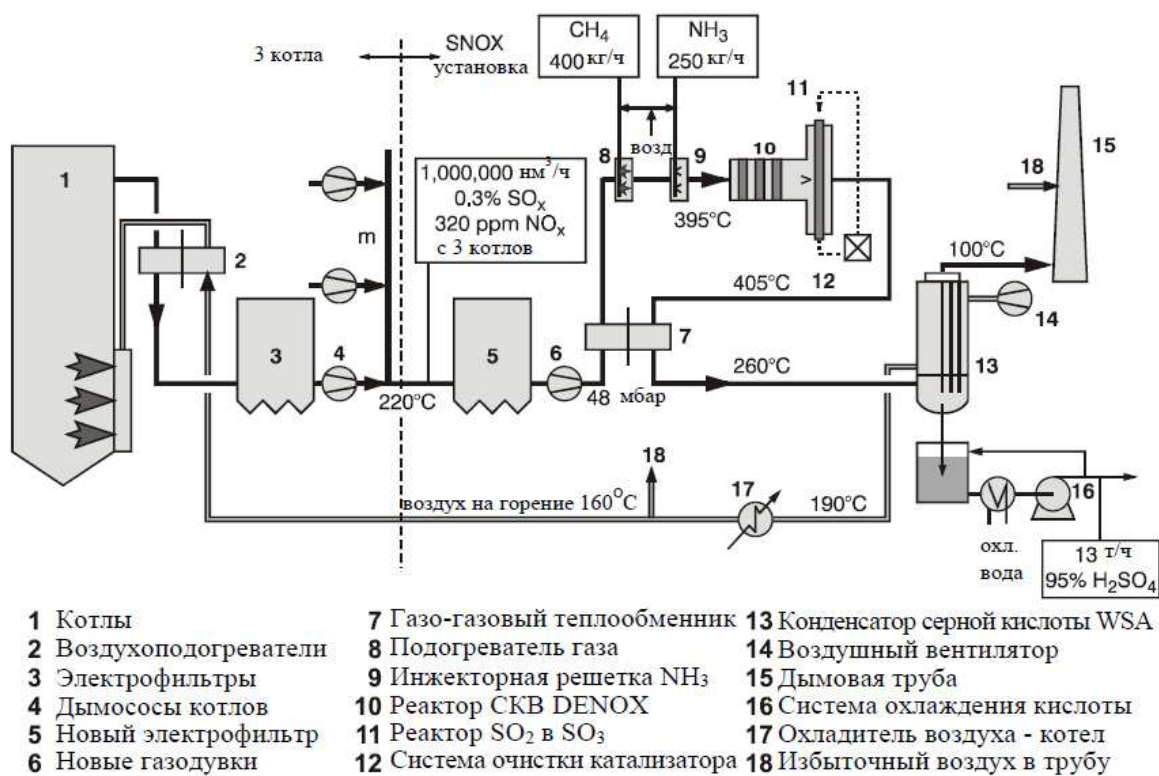 3 котла
SNOX
установка
CH₄
400 кг/ч
NH₃
250 кг/ч
возд
1,000,000 нм³/ч
0.3% SOₓ
320 ppm NOₓ
с 3 котлов
1
2
3
4
5
6
7
8
9
10
11
12
13
14
15
16
17
18
18
m
395°C
405°C
100°C
260°C
220°C
48 мбар
190°C
воздух на горение 160°C
охл.
вода
13 т/ч
95% H₂SO₄
1 Котлы
2 Воздухоподогреватели
3 Электрофильтры
4 Дымососы котлов
5 Новый электрофильтр
6 Новые газодувки
7 Газо-газовый теплообменник
8 Подогреватель газа
9 Инжекторная решетка NH₃
10 Реактор СКВ DENOX
11 Реактор SO₂ в SO₃
12 Система очистки катализатора
13 Конденсатор серной кислоты WSA
14 Воздушный вентилятор
15 Дымовая труба
16 Система охлаждения кислоты
17 Охладитель воздуха - котел
18 Избыточный воздух в трубу